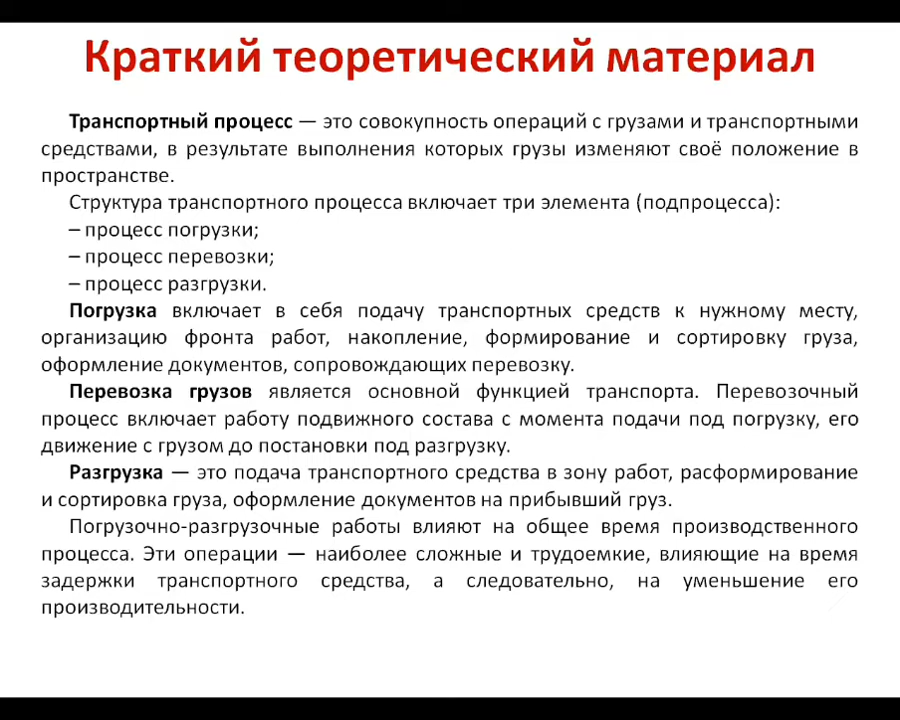 Краткий теоретический материал
Транспортный процесс — это совокупность операций с грузами и транспортными
средствами, в результате выполнения которых грузы изменяют своё положение в
пространстве.
Структура транспортного процесса включает три элемента (подпроцесса):
– процесс погрузки;
– процесс перевозки;
– процесс разгрузки.
Погрузка включает в себя подачу транспортных средств к нужному месту,
организацию фронта работ, накопление, формирование и сортировку груза,
оформление документов, сопровождающих перевозку.
Перевозка грузов является основной функцией транспорта. Перевозочный
процесс включает работу подвижного состава с момента подачи под погрузку, его
движение с грузом до постановки под разгрузку.
Разгрузка — это подача транспортного средства в зону работ, расформирование
и сортировка груза, оформление документов на прибывший груз.
Погрузочно-разгрузочные работы влияют на общее время производственного
процесса. Эти операции — наиболее сложные и трудоемкие, влияющие на время
задержки транспортного средства, а следовательно, на уменьшение его
производительности.